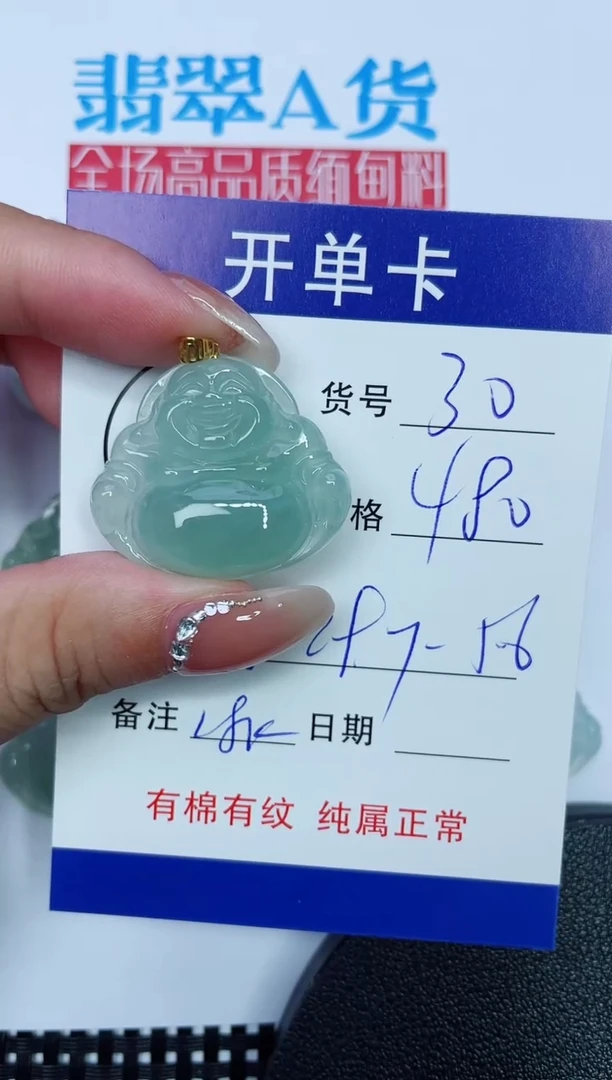 翡翠A货
全场高品质缅甸料
开单卡
货号 30
格 480
47-56
备注 18K 日期
有棉有纹 纯属正常